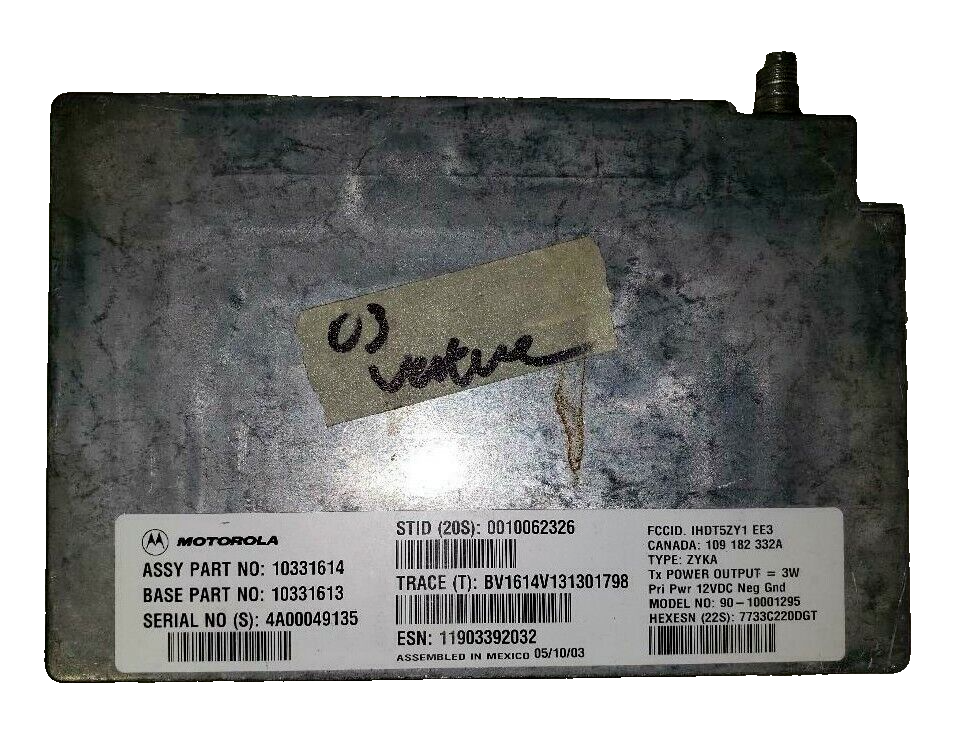 03
venture
MOTOROLA
ASSY PART NO: 10331614
BASE PART NO: 10331613
SERIAL NO (S): 4A00049135
STID (20S): 0010062326
TRACE (T): BV1614V131301798
ESN: 11903392032
ASSEMBLED IN MEXICO 05/10/03
FCCID. IHDT5ZY1 EE3
CANADA: 109 182 332A
TYPE: ZYKA
Tx POWER OUTPUT = 3W
Pri Pwr 12VDC Neg Gnd
MODEL NO: 90-10001295
HEXESN (22S): 7733C220DGT